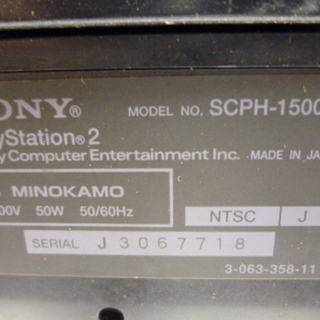 SONY® MODEL NO. SCPH-1500
yStation®2
y Computer Entertainment Inc. MADE IN JA
MINOKAMO
00V 50W 50/60Hz
NTSC J
SERIAL J3067718
3-063-358-11